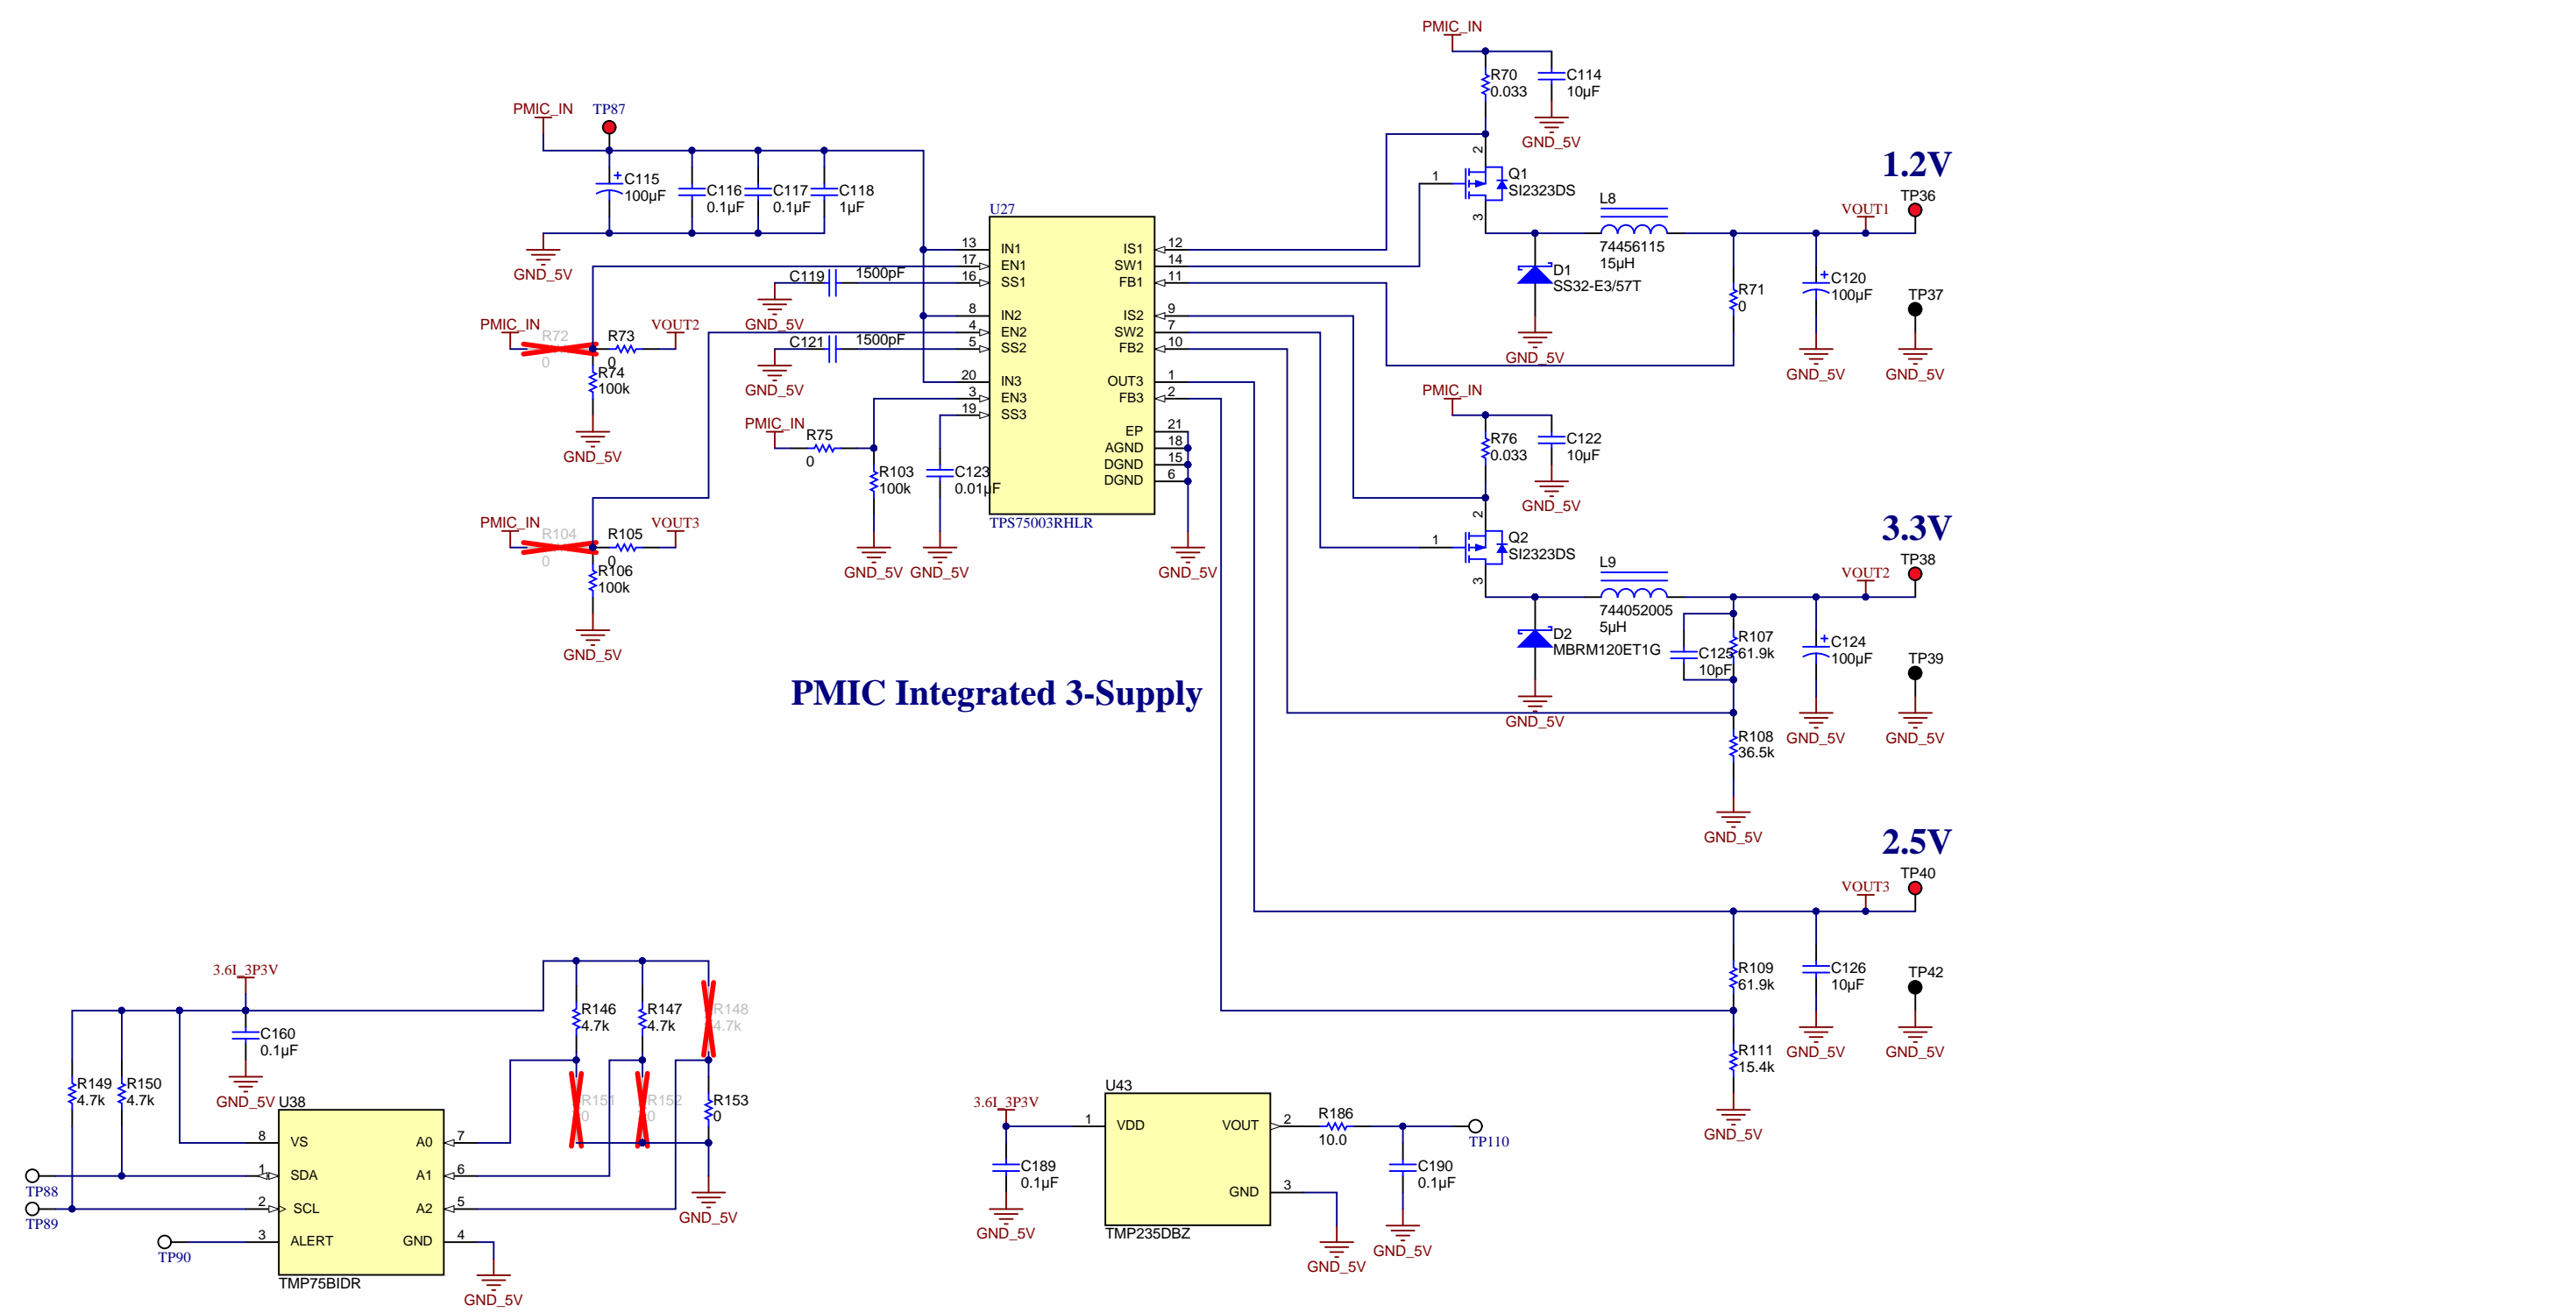 PMIC_IN
R70
0.033
C114
10µF
GND_5V
PMIC_IN
TP87
C115
100µF
C116
0.1µF
C117
0.1µF
C118
1µF
GND_5V
2
1
Q1
SI2323DS
3
L8
74456115
15µH
D1
SS32-E3/57T
GND_5V
1.2V
TP36
VOUT1
R71
0
C120
100µF
GND_5V
TP37
GND_5V
U27
13
IN1
17
EN1
16
SS1
8
IN2
4
EN2
5
SS2
20
IN3
3
EN3
19
SS3
IS1
12
SW1
14
FB1
11
IS2
9
SW2
7
FB2
10
OUT3
1
FB3
2
EP
21
AGND
18
DGND
15
DGND
6
TPS75003RHLR
GND_5V
C119
1500pF
GND_5V
C121
1500pF
GND_5V
PMIC_IN
R72
0
R73
0
VOUT2
R74
100k
GND_5V
PMIC_IN
R75
0
R103
100k
GND_5V
C123
0.01µF
GND_5V
PMIC_IN
R104
0
R105
0
VOUT3
R106
100k
GND_5V
PMIC_IN
R76
0.033
C122
10µF
GND_5V
2
1
Q2
SI2323DS
3
L9
744052005
5µH
D2
MBRM120ET1G
GND_5V
3.3V
TP38
VOUT2
C125
10pF
R107
61.9k
C124
100µF
GND_5V
TP39
GND_5V
R108
36.5k
GND_5V
PMIC Integrated 3-Supply
2.5V
TP40
VOUT3
R109
61.9k
C126
10µF
GND_5V
TP42
GND_5V
R111
15.4k
GND_5V
3.6I_3P3V
C160
0.1µF
GND_5V
R149
4.7k
R150
4.7k
R146
4.7k
R147
4.7k
R148
4.7k
R151
0
R152
0
R153
0
GND_5V
U38
8
VS
1
SDA
2
SCL
3
ALERT
A0
7
A1
6
A2
5
GND
4
TMP75BIDR
GND_5V
TP88
TP89
TP90
3.6I_3P3V
C189
0.1µF
GND_5V
U43
1
VDD
VOUT
2
GND
3
TMP235DBZ
R186
10.0
C190
0.1µF
GND_5V
GND_5V
TP110